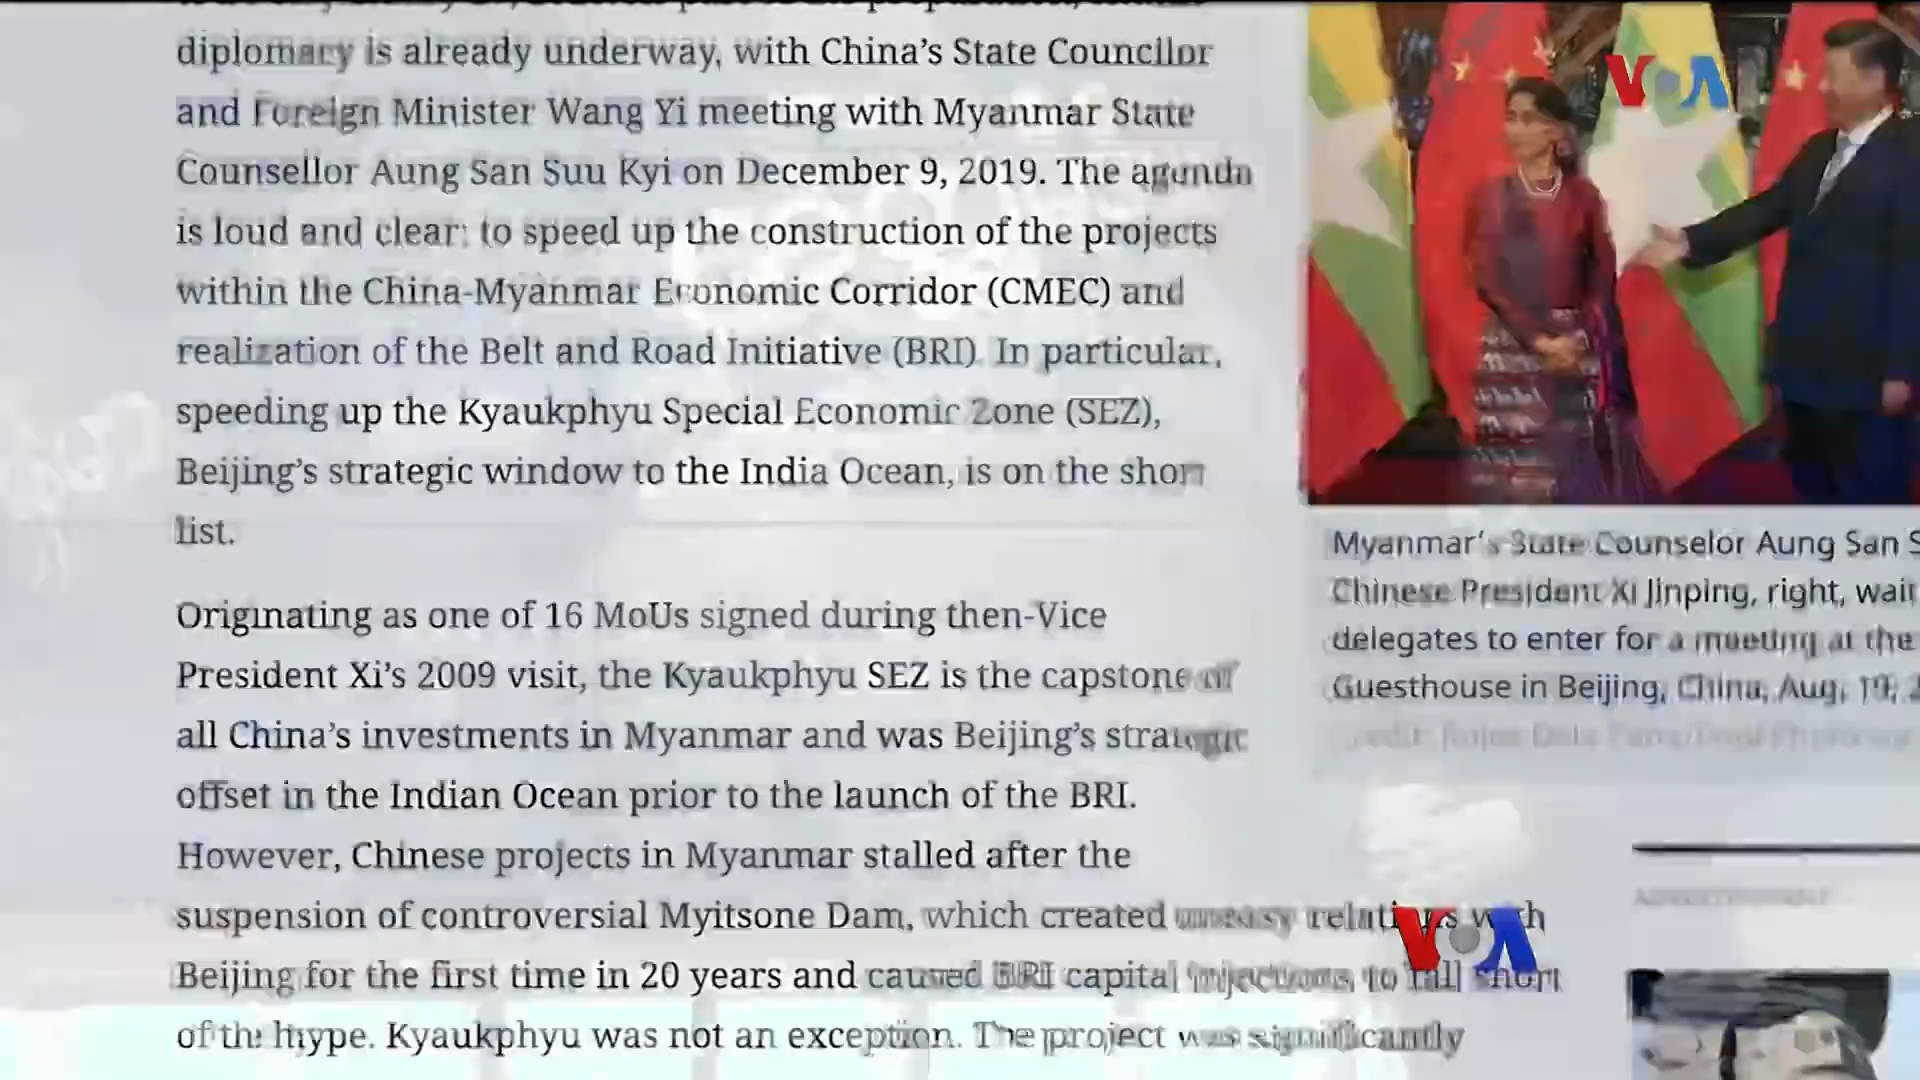 diplomacy is already underway, with China's State Councilor
and Foreign Minister Wang Yi meeting with Myanmar State
Counsellor Aung San Suu Kyi on December 9, 2019. The agenda
is loud and clear: to speed up the construction of the projects
within the China-Myanmar Economic Corridor (CMEC) and
realization of the Belt and Road Initiative (BRI). In particular,
speeding up the Kyaukphyu Special Economic Zone (SEZ),
Beijing's strategic window to the India Ocean, is on the short
list.
Originating as one of 16 MoUs signed during then-Vice
President Xi's 2009 visit, the Kyaukphyu SEZ is the capstone of
all China's investments in Myanmar and was Beijing's strategic
offset in the Indian Ocean prior to the launch of the BRI.
However, Chinese projects in Myanmar stalled after the
suspension of controversial Myitsone Dam, which created uneasy relations with
Beijing for the first time in 20 years and caused BRI capital injections to fall short
of the hype. Kyaukphyu was not an exception. The project was significantly
VOA
Myanmar's State Counselor Aung San S
Chinese President Xi Jinping, right, wait
delegates to enter for a meeting at the
Guesthouse in Beijing, China, Aug. 19, 2
ADVERTISEMENT
VOA